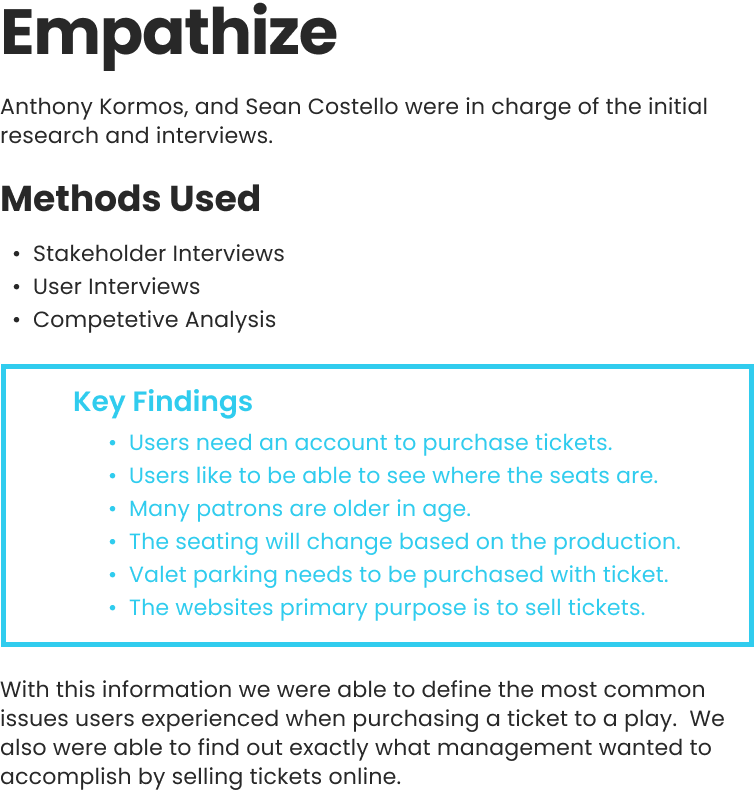 Empathize
Anthony Kormos, and Sean Costello were in charge of the initial
research and interviews.
Methods Used
• Stakeholder Interviews
• User Interviews
• Competetive Analysis
Key Findings
• Users need an account to purchase tickets.
• Users like to be able to see where the seats are.
• Many patrons are older in age.
• The seating will change based on the production.
• Valet parking needs to be purchased with ticket.
• The websites primary purpose is to sell tickets.
With this information we were able to define the most common
issues users experienced when purchasing a ticket to a play.  We
also were able to find out exactly what management wanted to
accomplish by selling tickets online.